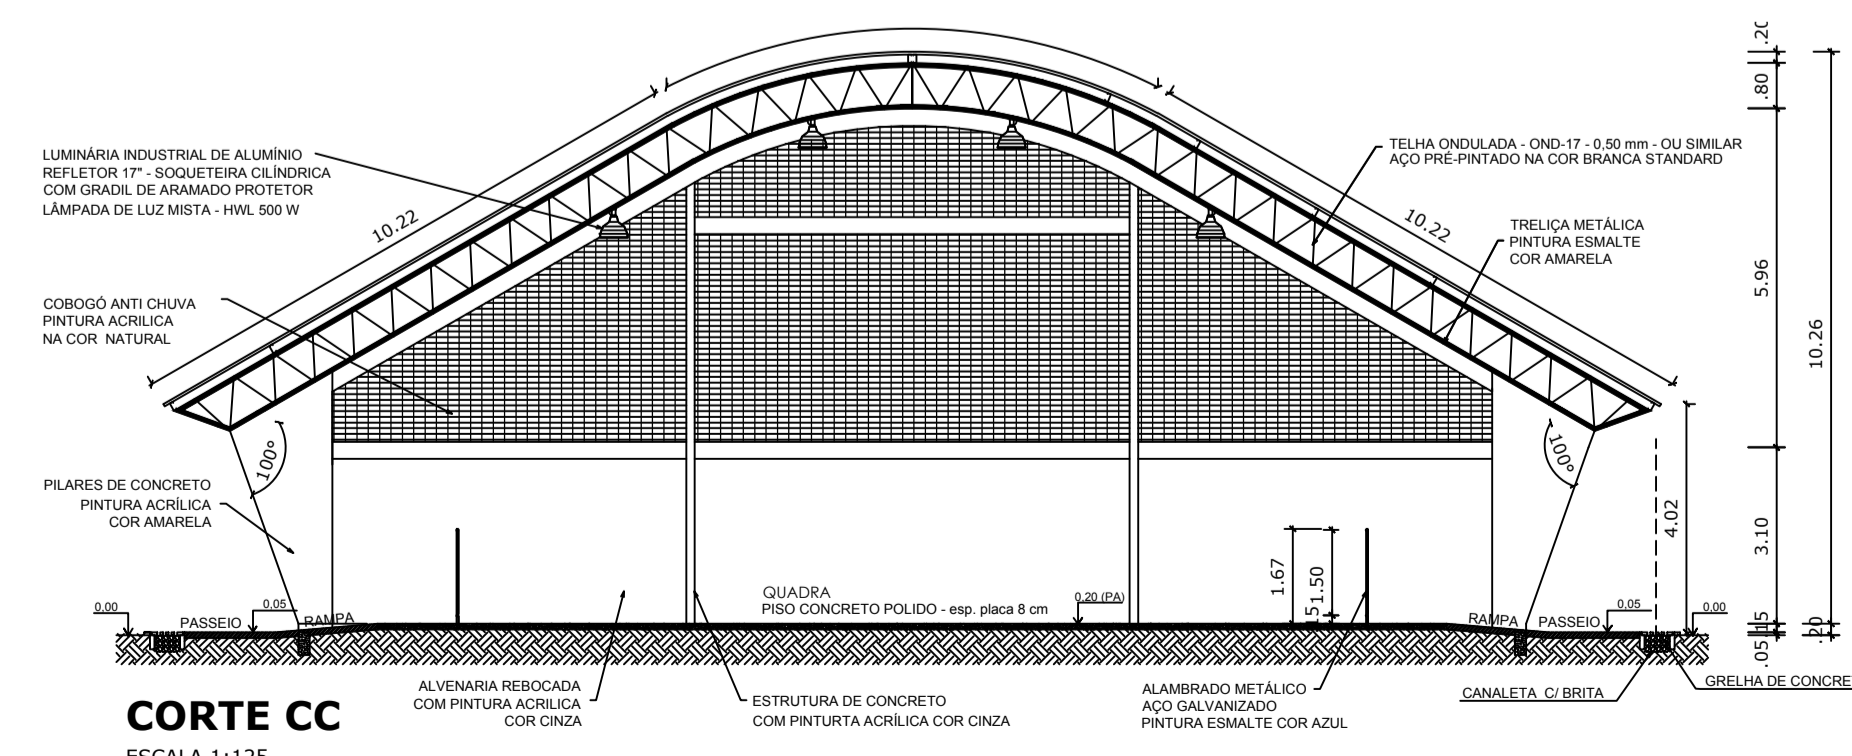 .20
.80
LUMINÁRIA INDUSTRIAL DE ALUMÍNIO
REFLETOR 17" - SOQUETEIRA CILÍNDRICA
COM GRADIL DE ARAMADO PROTETOR
LÂMPADA DE LUZ MISTA - HWL 500 W
TELHA ONDULADA - OND-17 - 0,50 mm - OU SIMILAR
AÇO PRÉ-PINTADO NA COR BRANCA STANDARD
10.22
10.22
TRELIÇA METÁLICA
PINTURA ESMALTE
COR AMARELA
5.96
COBOGÓ ANTI CHUVA
PINTURA ACRILICA
NA COR NATURAL
10.26
100°
100°
PILARES DE CONCRETO
PINTURA ACRÍLICA
COR AMARELA
4.02
3.10
1.67
1.50
.15
QUADRA
PISO CONCRETO POLIDO - esp. placa 8 cm
0,20 (PA)
0,00
PASSEIO
0,05
RAMPA
RAMPA
PASSEIO
0,05
0,00
.15
.05
.20
ALVENARIA REBOCADA
COM PINTURA ACRILICA
COR CINZA
ESTRUTURA DE CONCRETO
COM PINTURTA ACRÍLICA COR CINZA
ALAMBRADO METÁLICO
AÇO GALVANIZADO
PINTURA ESMALTE COR AZUL
CANALETA C/ BRITA
GRELHA DE CONCRE
CORTE CC
ESCALA 1:125